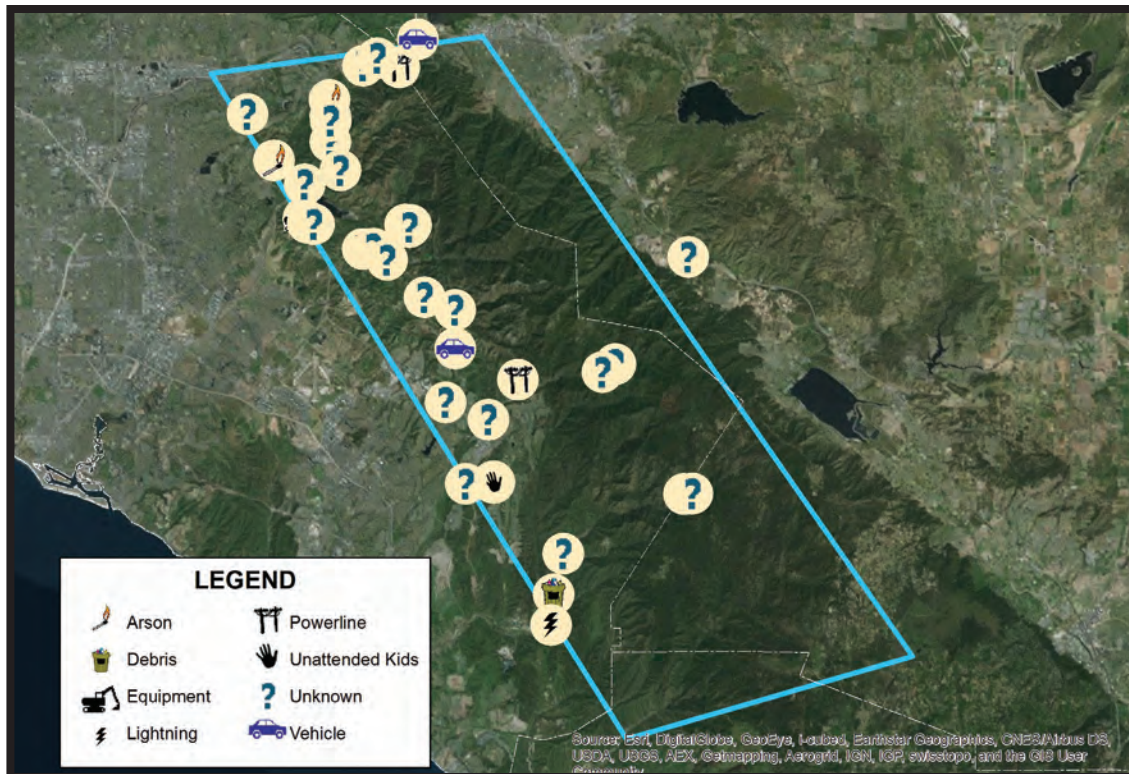 LEGEND
Arson
Powerline
Debris
Unattended Kids
Equipment
? Unknown
Lightning
Vehicle
Source: Esri, DigitalGlobe, GeoEye, i-cubed, Earthstar Geographics, CNES/Airbus DS,
USDA, USGS, AEX, Getmapping, Aerogrid, IGN, IGP, swisstopo, and the GIS User
Community